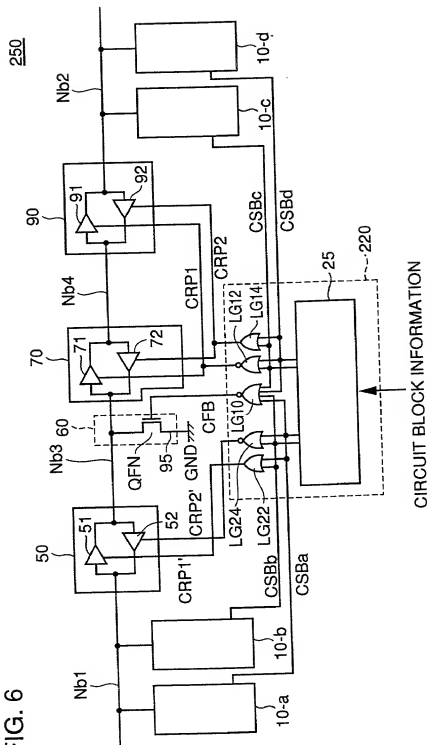 FIG. 6
250
Nb1
Nb3
Nb4
Nb2
50
51
52
60
70
71
72
90
91
92
QFN
95
GND
CFB
CRP1
CRP2
CRP1'
CRP2'
10-a
10-b
10-c
10-d
CSBb
CSBa
CSBc
CSBd
LG24
LG22
LG10
LG12
LG14
220
25
CIRCUIT BLOCK INFORMATION